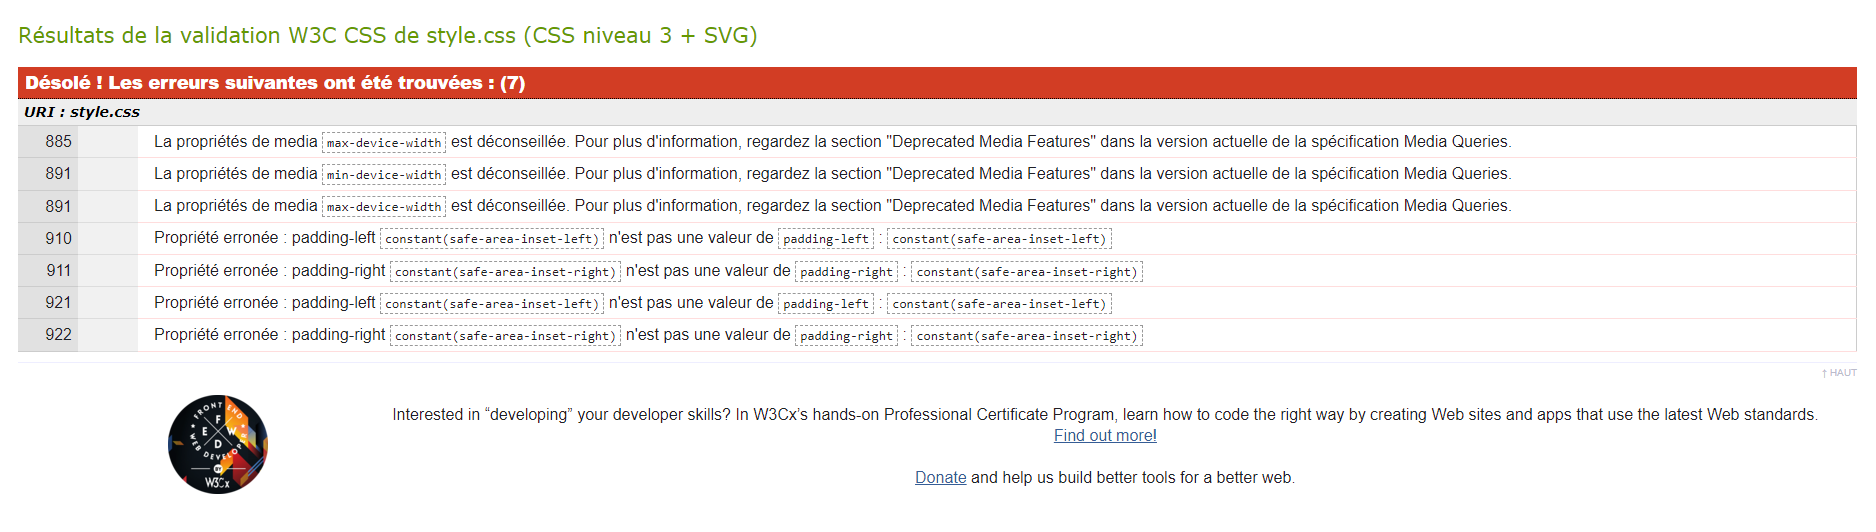 Résultats de la validation W3C CSS de style.css (CSS niveau 3 + SVG)
Désolé ! Les erreurs suivantes ont été trouvées : (7)
URI : style.css
885 La propriétés de media max-device-width est déconseillée. Pour plus d'information, regardez la section "Deprecated Media Features" dans la version actuelle de la spécification Media Queries.
891 La propriétés de media min-device-width est déconseillée. Pour plus d'information, regardez la section "Deprecated Media Features" dans la version actuelle de la spécification Media Queries.
891 La propriétés de media max-device-width est déconseillée. Pour plus d'information, regardez la section "Deprecated Media Features" dans la version actuelle de la spécification Media Queries.
910 Propriété erronée : padding-left constant(safe-area-inset-left) n'est pas une valeur de padding-left : constant(safe-area-inset-left)
911 Propriété erronée : padding-right constant(safe-area-inset-right) n'est pas une valeur de padding-right : constant(safe-area-inset-right)
921 Propriété erronée : padding-left constant(safe-area-inset-left) n'est pas une valeur de padding-left : constant(safe-area-inset-left)
922 Propriété erronée : padding-right constant(safe-area-inset-right) n'est pas une valeur de padding-right : constant(safe-area-inset-right)
↑ HAUT
FRONT END
F
E W
D
WEB DEVELOPER
BY
W3Cx
Interested in “developing” your developer skills? In W3Cx’s hands-on Professional Certificate Program, learn how to code the right way by creating Web sites and apps that use the latest Web standards.
Find out more!
Donate and help us build better tools for a better web.